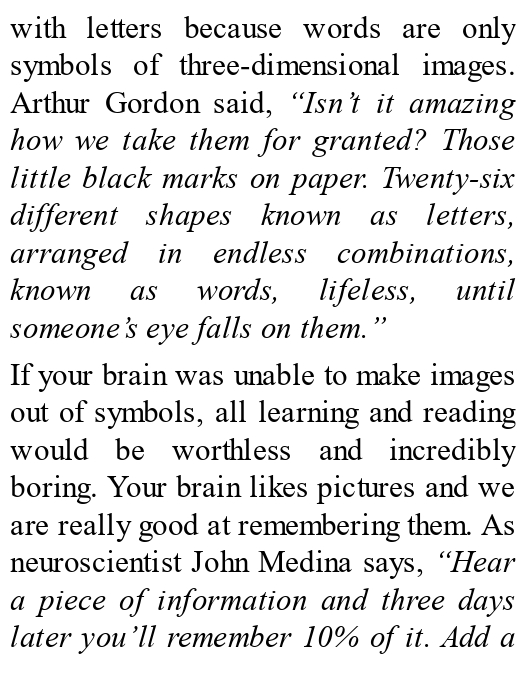 with letters because words are only
symbols of three-dimensional images.
Arthur Gordon said, “Isn’t it amazing
how we take them for granted? Those
little black marks on paper. Twenty-six
different shapes known as letters,
arranged in endless combinations,
known as words, lifeless, until
someone’s eye falls on them.”
If your brain was unable to make images
out of symbols, all learning and reading
would be worthless and incredibly
boring. Your brain likes pictures and we
are really good at remembering them. As
neuroscientist John Medina says, “Hear
a piece of information and three days
later you’ll remember 10% of it. Add a